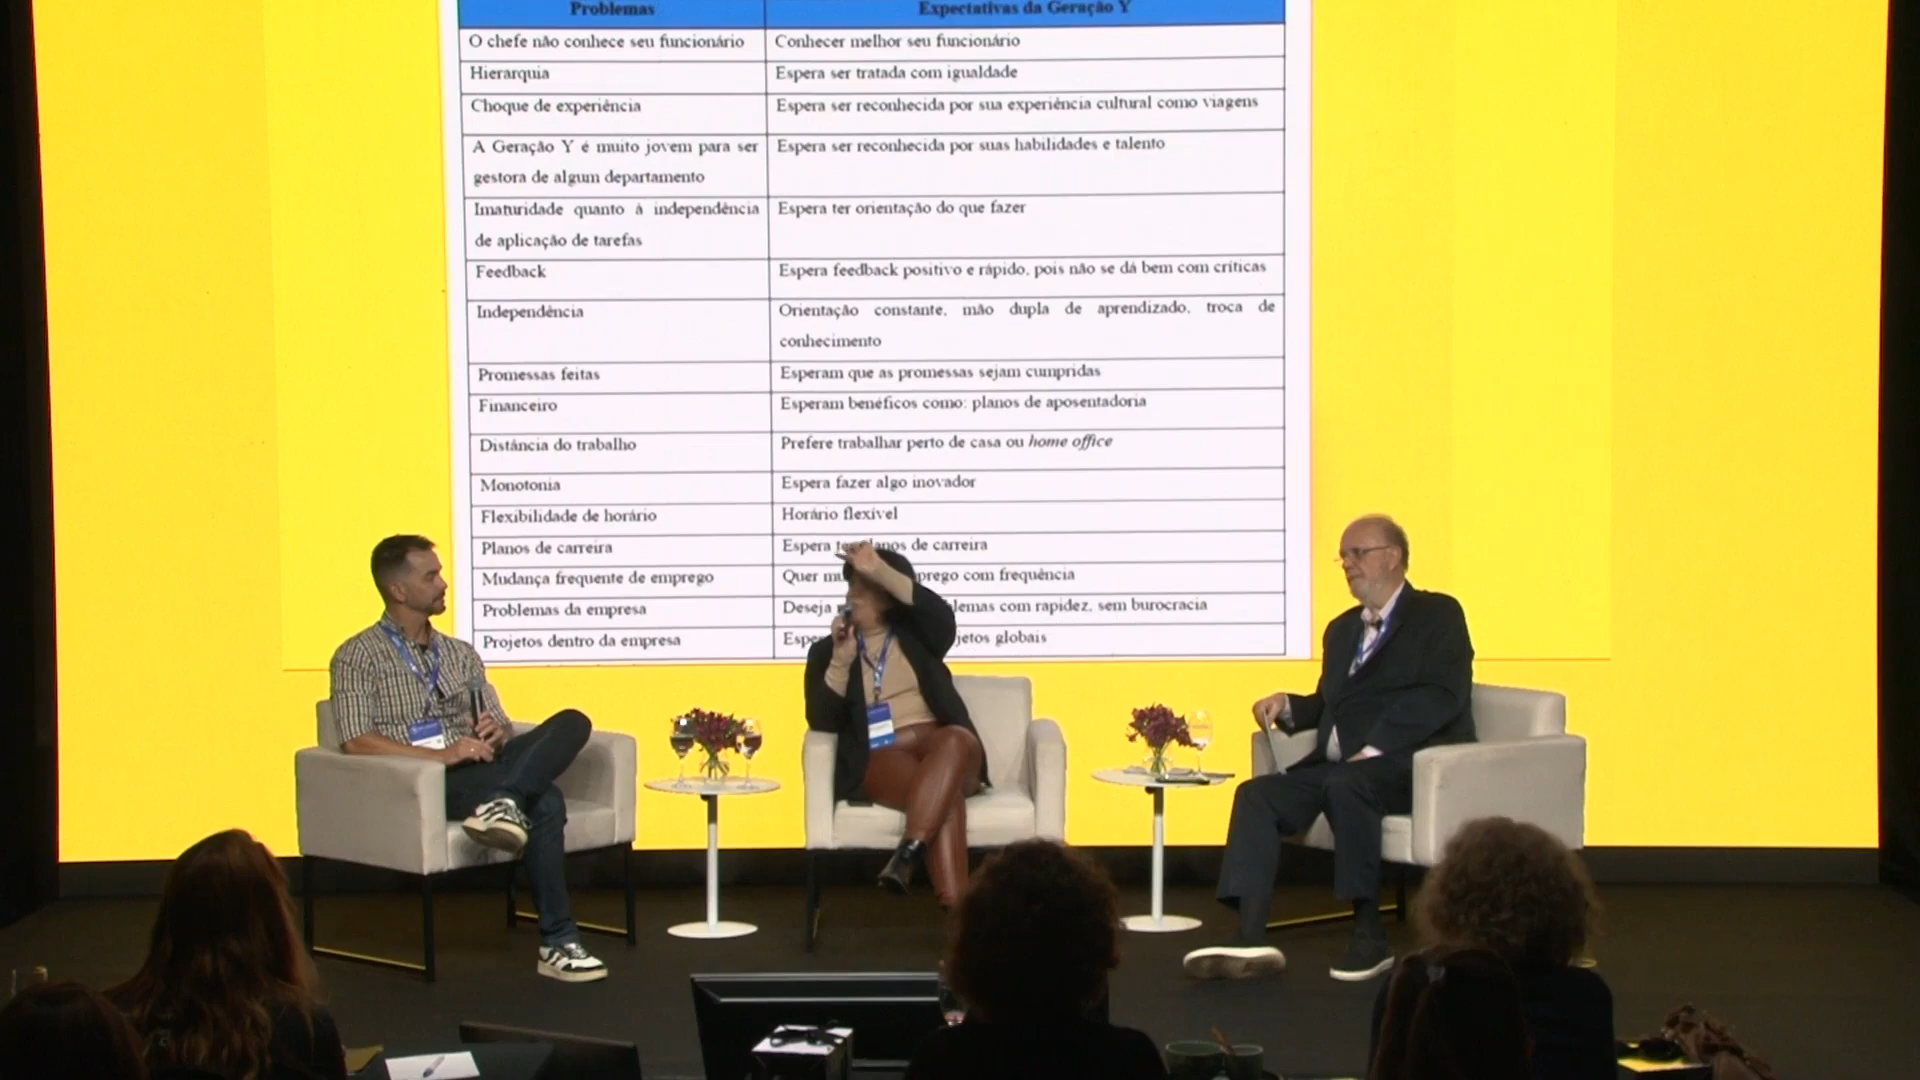 Problemas Expectativas da Geração Y
O chefe não conhece seu funcionário Conhecer melhor seu funcionário
Hierarquia Espera ser tratada com igualdade
Choque de experiência Espera ser reconhecida por sua experiência cultural como viagens
A Geração Y é muito jovem para ser Espera ser reconhecida por suas habilidades e talento
gestora de algum departamento
Imaturidade quanto à independência Espera ter orientação do que fazer
de aplicação de tarefas
Feedback Espera feedback positivo e rápido, pois não se dá bem com críticas
Independência Orientação constante, mão dupla de aprendizado, troca de
conhecimento
Promessas feitas Esperam que as promessas sejam cumpridas
Financeiro Esperam benéficos como: planos de aposentadoria
Distância do trabalho Prefere trabalhar perto de casa ou home office
Monotonia Espera fazer algo inovador
Flexibilidade de horário Horário flexível
Planos de carreira Espera de carreira
Mudança frequente de emprego Quer com frequência
Problemas da empresa Deseja com rapidez, sem burocracia
Projetos dentro da empresa globais